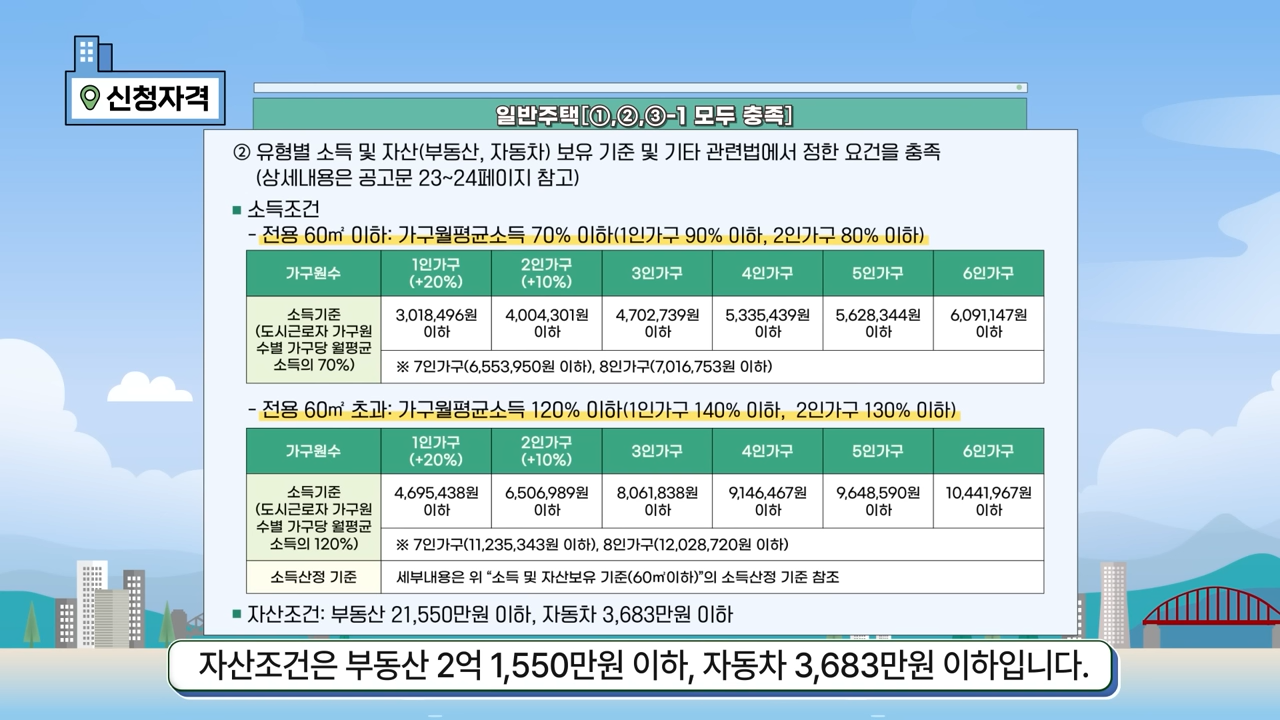 신청자격
일반주택[①,②,③-1 모두 충족]
② 유형별 소득 및 자산(부동산, 자동차) 보유 기준 및 기타 관련법에서 정한 요건을 충족
(상세내용은 공고문 23~24페이지 참고)
■ 소득조건
- 전용 60㎡ 이하: 가구월평균소득 70% 이하(1인가구 90% 이하, 2인가구 80% 이하)
가구원수 1인가구 (+20%) 2인가구 (+10%) 3인가구 4인가구 5인가구 6인가구
소득기준 (도시근로자 가구원수별 가구당 월평균 소득의 70%) 3,018,496원 이하 4,004,301원 이하 4,702,739원 이하 5,335,439원 이하 5,628,344원 이하 6,091,147원 이하
※ 7인가구(6,553,950원 이하), 8인가구(7,016,753원 이하)
- 전용 60㎡ 초과: 가구월평균소득 120% 이하(1인가구 140% 이하, 2인가구 130% 이하)
가구원수 1인가구 (+20%) 2인가구 (+10%) 3인가구 4인가구 5인가구 6인가구
소득기준 (도시근로자 가구원수별 가구당 월평균 소득의 120%) 4,695,438원 이하 6,506,989원 이하 8,061,838원 이하 9,146,467원 이하 9,648,590원 이하 10,441,967원 이하
※ 7인가구(11,235,343원 이하), 8인가구(12,028,720원 이하)
소득산정 기준 세부내용은 위 “소득 및 자산보유 기준(60㎡이하)”의 소득산정 기준 참조
■ 자산조건: 부동산 21,550만원 이하, 자동차 3,683만원 이하
자산조건은 부동산 2억 1,550만원 이하, 자동차 3,683만원 이하입니다.